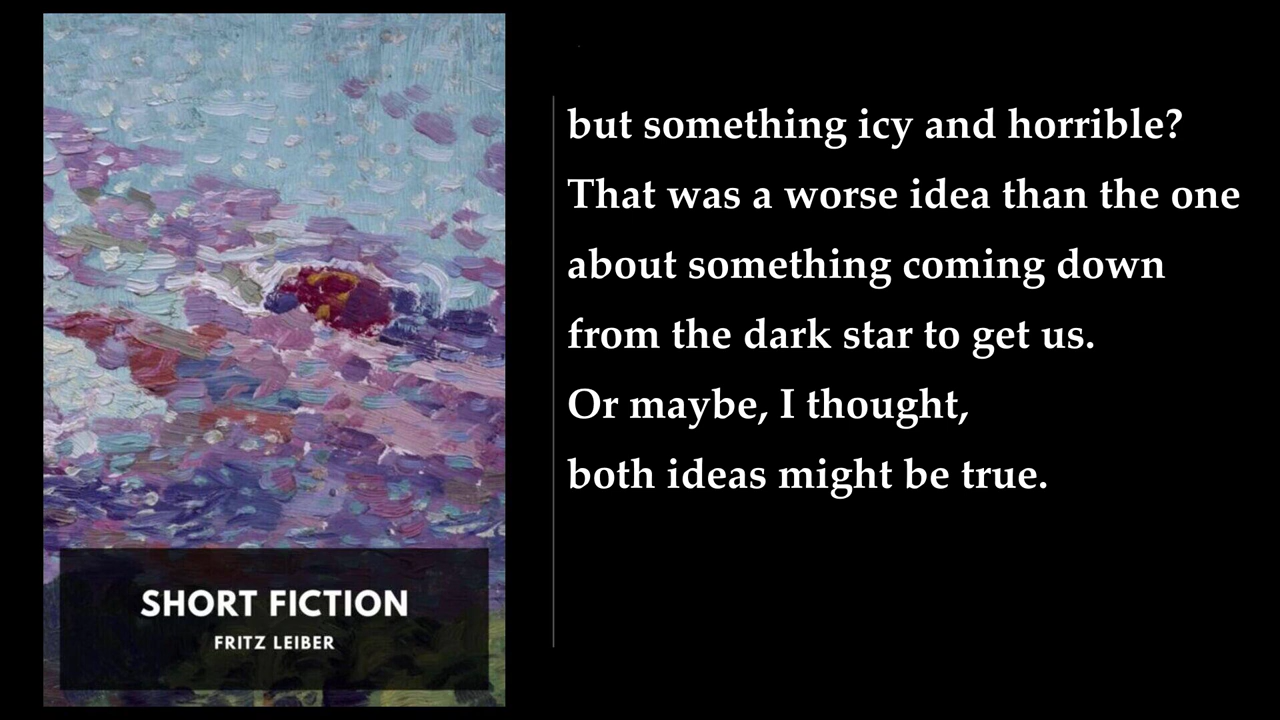 but something icy and horrible?
That was a worse idea than the one
about something coming down
from the dark star to get us.
Or maybe, I thought,
both ideas might be true.
SHORT FICTION
FRITZ LEIBER